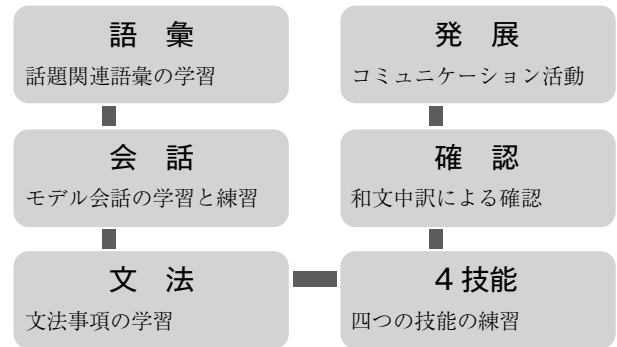 語 彙
話題関連語彙の学習
会 話
モデル会話の学習と練習
文 法
文法事項の学習
4 技能
四つの技能の練習
確 認
和文中訳による確認
発 展
コミュニケーション活動